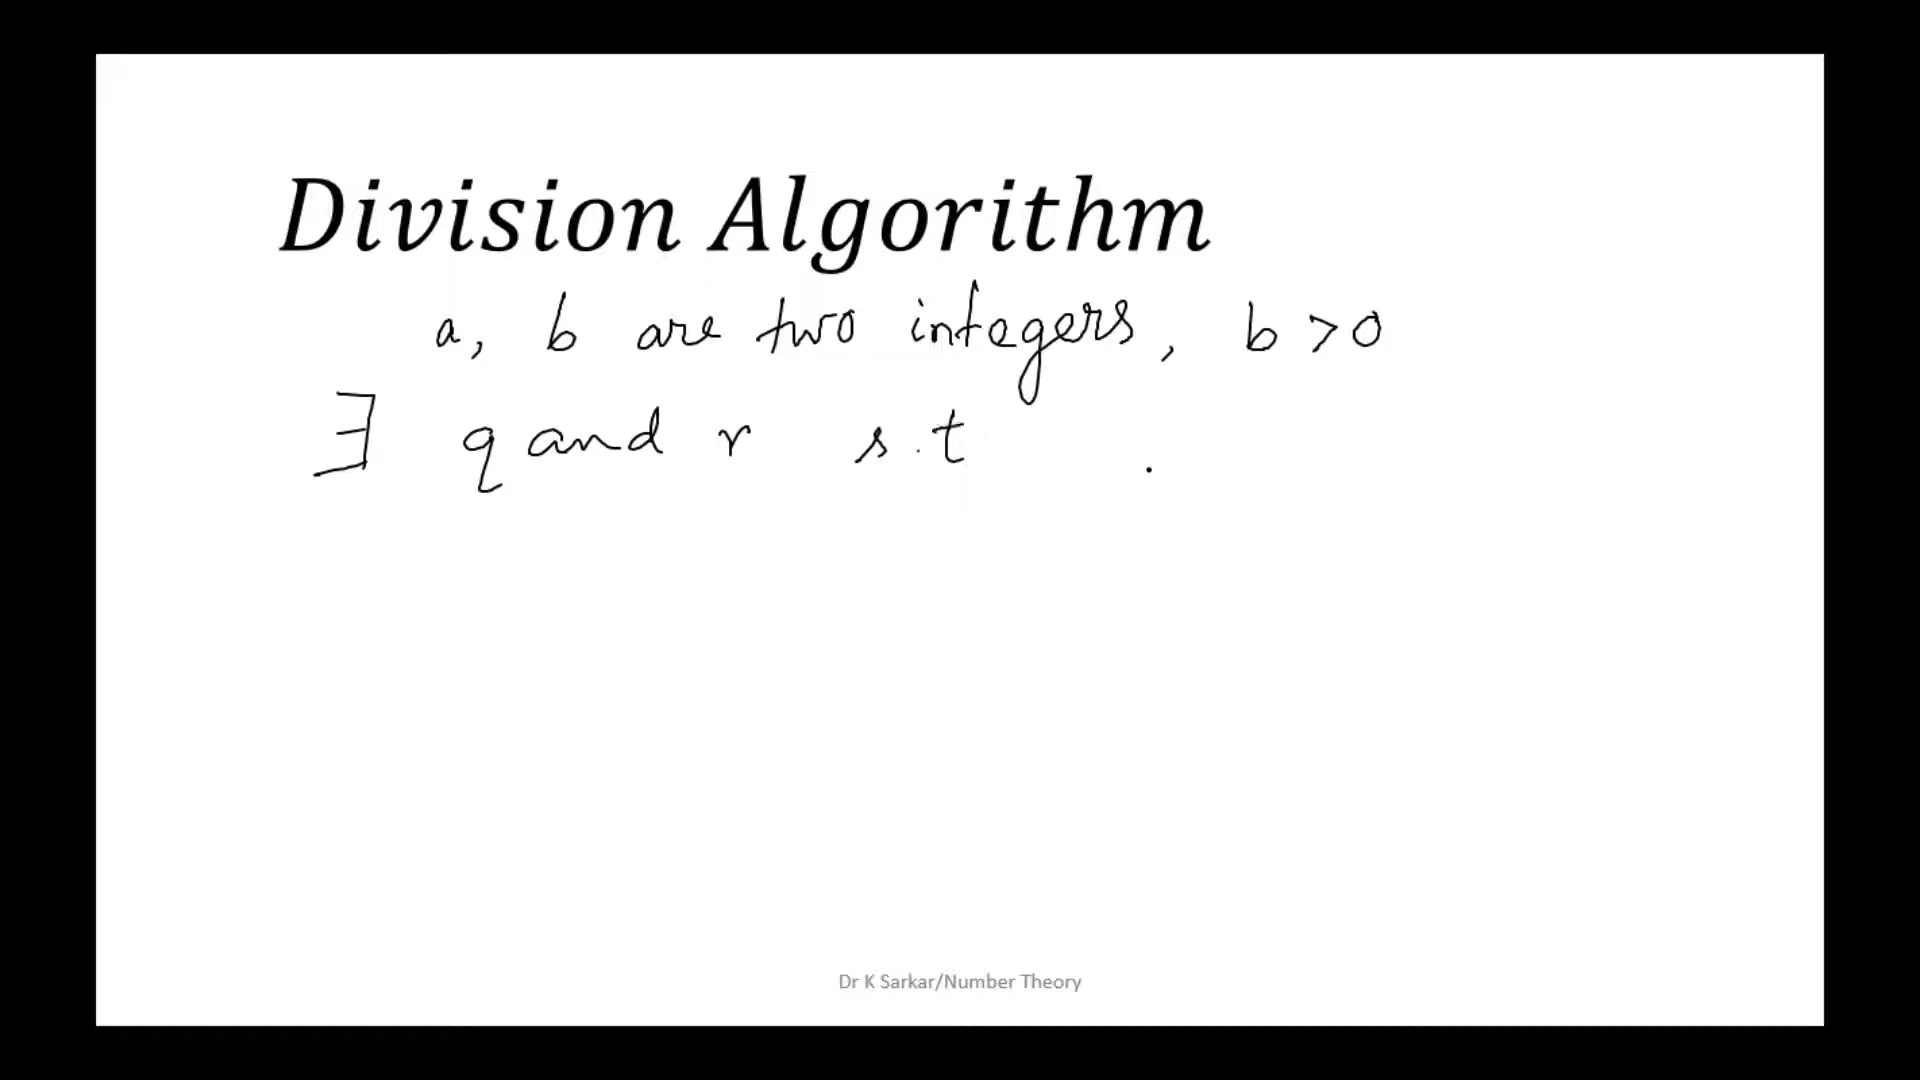 Division Algorithm
a, b are two integers, b > 0
∃ q and r s.t
Dr K Sarkar/Number Theory